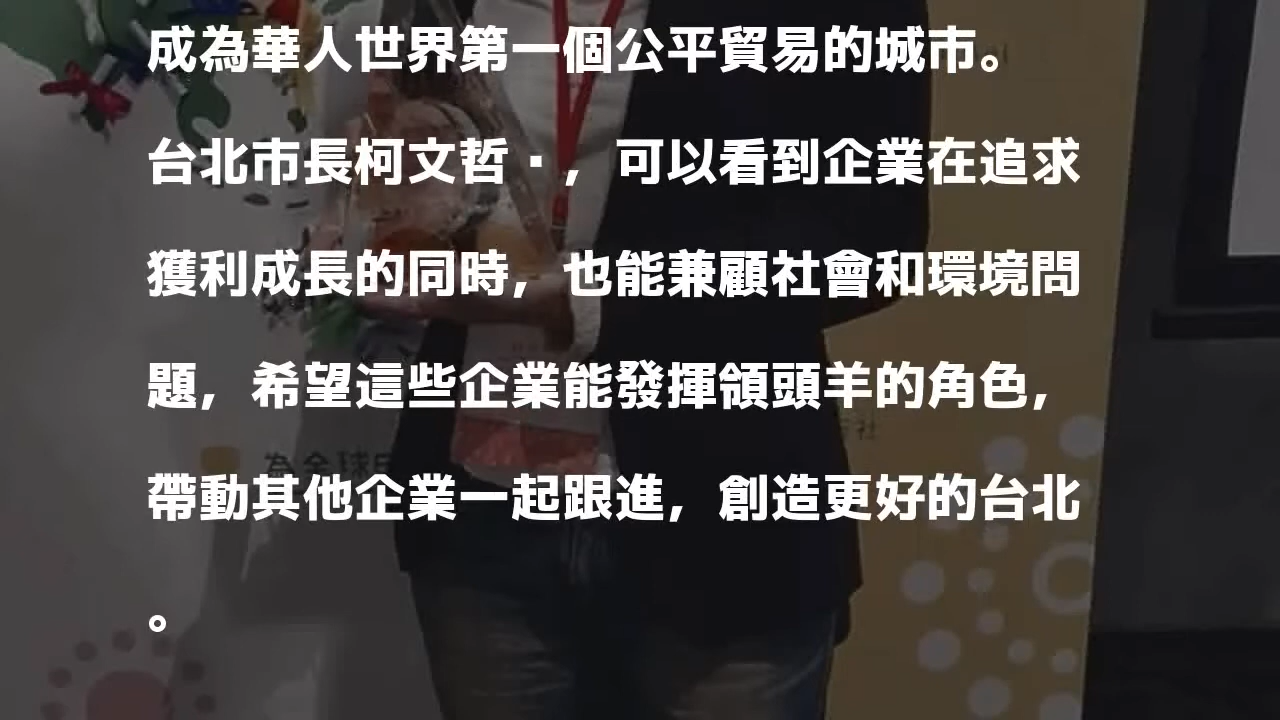 成為華人世界第一個公平貿易的城市。
台北市長柯文哲·，可以看到企業在追求
獲利成長的同時，也能兼顧社會和環境問
題，希望這些企業能發揮領頭羊的角色，
帶動其他企業一起跟進，創造更好的台北
。
為全球